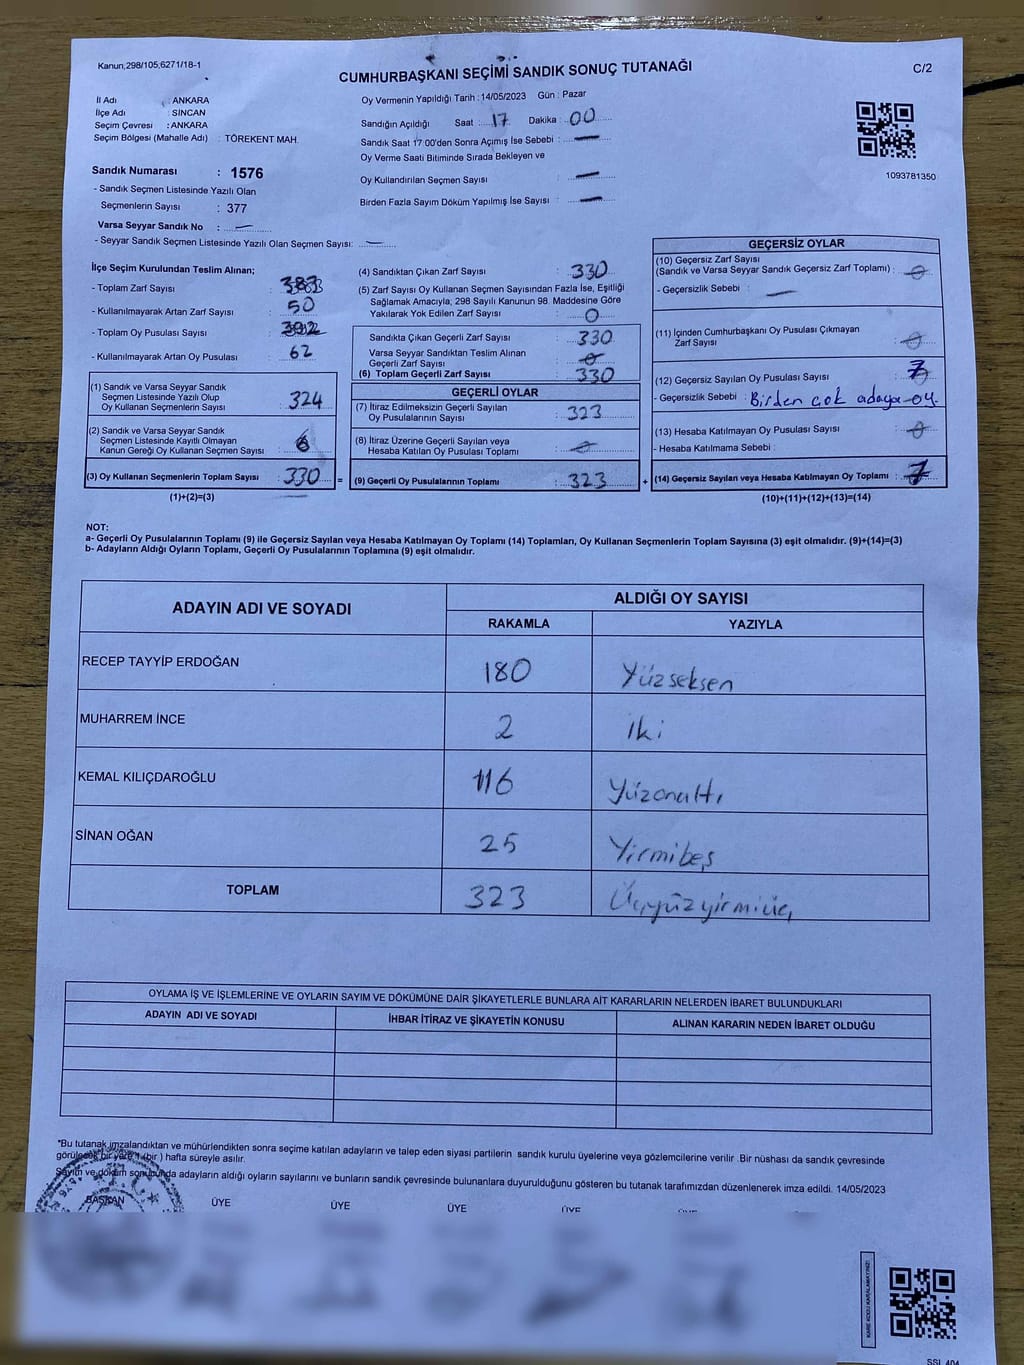 Kanun;298/105;6271/18-1
CUMHURBAŞKANI SEÇİMİ SANDIK SONUÇ TUTANAĞI
C/2
İl Adı : ANKARA
İlçe Adı : SİNCAN
Seçim Çevresi : ANKARA
Seçim Bölgesi (Mahalle Adı) : TÖREKENT MAH.
Oy Vermenin Yapıldığı Tarih : 14/05/2023 Gün : Pazar
Sandığın Açıldığı Saat : 17 Dakika : 00
Sandık Saat 17:00'den Sonra Açımış İse Sebebi : —
Oy Verme Saati Bitiminde Sırada Bekleyen ve
Oy Kullandırılan Seçmen Sayısı : —
Birden Fazla Sayım Döküm Yapılmış İse Sayısı : —
1093781350
Sandık Numarası : 1576
- Sandık Seçmen Listesinde Yazılı Olan
Seçmenlerin Sayısı : 377
Varsa Seyyar Sandık No : —
- Seyyar Sandık Seçmen Listesinde Yazılı Olan Seçmen Sayısı: —
İlçe Seçim Kurulundan Teslim Alınan;
- Toplam Zarf Sayısı :
- Kullanılmayarak Artan Zarf Sayısı : 50
- Toplam Oy Pusulası Sayısı :
- Kullanılmayarak Artan Oy Pusulası : 62
(1) Sandık ve Varsa Seyyar Sandık
Seçmen Listesinde Yazılı Olup
Oy Kullanan Seçmenlerin Sayısı : 324
(2) Sandık ve Varsa Seyyar Sandık
Seçmen Listesinde Kayıtlı Olmayan
Kanun Gereği Oy Kullanan Seçmen Sayısı : 6
(3) Oy Kullanan Seçmenlerin Toplam Sayısı : 330
(1)+(2)=(3)
(4) Sandıktan Çıkan Zarf Sayısı : 330
(5) Zarf Sayısı Oy Kullanan Seçmen Sayısından Fazla İse, Eşitliği
Sağlamak Amacıyla, 298 Sayılı Kanunun 98. Maddesine Göre
Yakılarak Yok Edilen Zarf Sayısı : 0
Sandıkta Çıkan Geçerli Zarf Sayısı : 330
Varsa Seyyar Sandıktan Teslim Alınan
Geçerli Zarf Sayısı : 0
(6) Toplam Geçerli Zarf Sayısı : 330
GEÇERLİ OYLAR
(7) İtiraz Edilmeksizin Geçerli Sayılan
Oy Pusulalarının Sayısı : 323
(8) İtiraz Üzerine Geçerli Sayılan veya
Hesaba Katılan Oy Pusulası Toplamı : 0
= (9) Geçerli Oy Pusulalarının Toplamı : 323
GEÇERSİZ OYLAR
(10) Geçersiz Zarf Sayısı
(Sandık ve Varsa Seyyar Sandık Geçersiz Zarf Toplamı) : 0
- Geçersizlik Sebebi : —
(11) İçinden Cumhurbaşkanı Oy Pusulası Çıkmayan
Zarf Sayısı : 0
(12) Geçersiz Sayılan Oy Pusulası Sayısı : 7
- Geçersizlik Sebebi : Birden çok adaya oy.
(13) Hesaba Katılmayan Oy Pusulası Sayısı : 0
- Hesaba Katılmama Sebebi :
+ (14) Geçersiz Sayılan veya Hesaba Katılmayan Oy Toplamı : 7
(10)+(11)+(12)+(13)=(14)
NOT:
a- Geçerli Oy Pusulalarının Toplamı (9) ile Geçersiz Sayılan veya Hesaba Katılmayan Oy Toplamı (14) Toplamları, Oy Kullanan Seçmenlerin Toplam Sayısına (3) eşit olmalıdır. (9)+(14)=(3)
b- Adayların Aldığı Oyların Toplamı, Geçerli Oy Pusulalarının Toplamına (9) eşit olmalıdır.
ADAYIN ADI VE SOYADI
ALDIĞI OY SAYISI
RAKAMLA YAZIYLA
RECEP TAYYİP ERDOĞAN 180 Yüzseksen
MUHARREM İNCE 2 İki
KEMAL KILIÇDAROĞLU 116 Yüzonaltı
SİNAN OĞAN 25 Yirmibeş
TOPLAM 323 Üçyüzyirmiüç
OYLAMA İŞ VE İŞLEMLERİNE VE OYLARIN SAYIM VE DÖKÜMÜNE DAİR ŞİKAYETLERLE BUNLARA AİT KARARLARIN NELERDEN İBARET BULUNDUKLARI
ADAYIN ADI VE SOYADI İHBAR İTİRAZ VE ŞİKAYETİN KONUSU ALINAN KARARIN NEDEN İBARET OLDUĞU
*Bu tutanak imzalandıktan ve mühürlendikten sonra seçime katılan adayların ve talep eden siyasi partilerin sandık kurulu üyelerine veya gözlemcilerine verilir .Bir nüshası da sandık çevresinde
görülecek bir yere 1 (bir ) hafta süreyle asılır.
Sayım ve döküm sonucunda adayların aldığı oyların sayılarını ve bunların sandık çevresinde bulunanlara duyurulduğunu gösteren bu tutanak tarafımızdan düzenlenerek imza edildi. 14/05/2023
BAŞKAN ÜYE ÜYE ÜYE ÜYE
KARE KODU KARALAMAYINIZ!